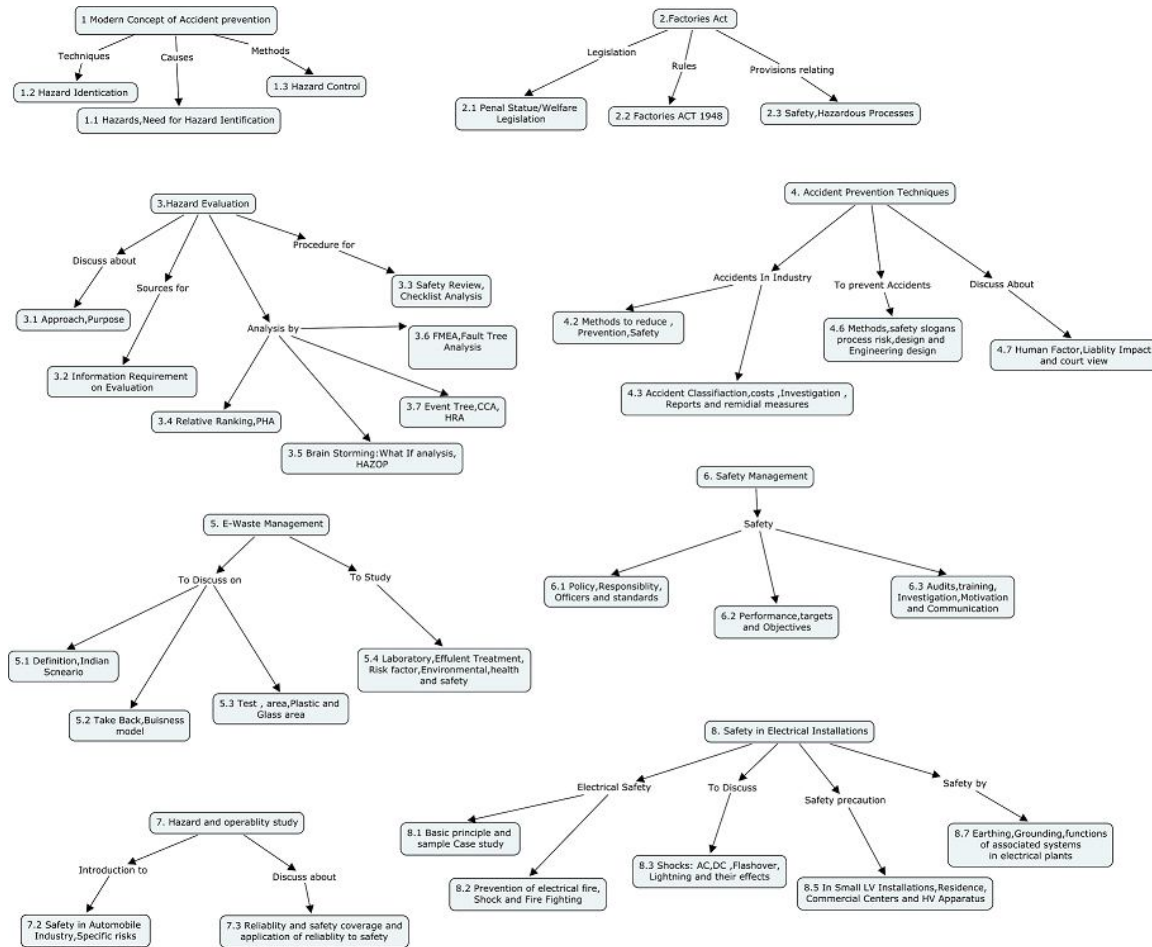 1 Modern Concept of Accident prevention
Techniques
Causes
Methods
1.2 Hazard Identication
1.3 Hazard Control
1.1 Hazards,Need for Hazard Ientification
2.Factories Act
Legislation
Rules
Provisions relating
2.1 Penal Statue/Welfare
Legislation
2.2 Factories ACT 1948
2.3 Safety,Hazardous Processes
3.Hazard Evaluation
Discuss about
Sources for
Procedure for
Analysis by
3.1 Approach,Purpose
3.2 Information Requirement
on Evaluation
3.3 Safety Review,
Checklist Analysis
3.6 FMEA,Fault Tree
Analysis
3.7 Event Tree,CCA,
HRA
3.4 Relative Ranking,PHA
3.5 Brain Storming:What If analysis,
HAZOP
4. Accident Prevention Techniques
Accidents In Industry
To prevent Accidents
Discuss About
4.2 Methods to reduce ,
Prevention,Safety
4.6 Methods,safety slogans
process risk,design and
Engineering design
4.7 Human Factor,Liablity Impact
and court view
4.3 Accident Classifiaction,costs ,Investigation ,
Reports and remidial measures
5. E-Waste Management
To Discuss on
To Study
5.1 Definition,Indian
Scneario
5.2 Take Back,Buisness
model
5.3 Test , area,Plastic and
Glass area
5.4 Laboratory,Effulent Treatment,
Risk factor,Environmental,health
and safety
6. Safety Management
Safety
6.1 Policy,Responsiblity,
Officers and standards
6.2 Performance,targets
and Objectives
6.3 Audits,training,
Investigation,Motivation
and Communication
7. Hazard and operablity study
Introduction to
Discuss about
7.2 Safety in Automobile
Industry,Specific risks
7.3 Reliablity and safety coverage and
application of reliablity to safety
8. Safety in Electrical Installations
Electrical Safety
To Discuss
Safety precaution
Safety by
8.1 Basic principle and
sample Case study
8.2 Prevention of electrical fire,
Shock and Fire Fighting
8.3 Shocks: AC,DC ,Flashover,
Lightning and their effects
8.5 In Small LV Installations,Residence,
Commercial Centers and HV Apparatus
8.7 Earthing,Grounding,functions
of associated systems
in electrical plants